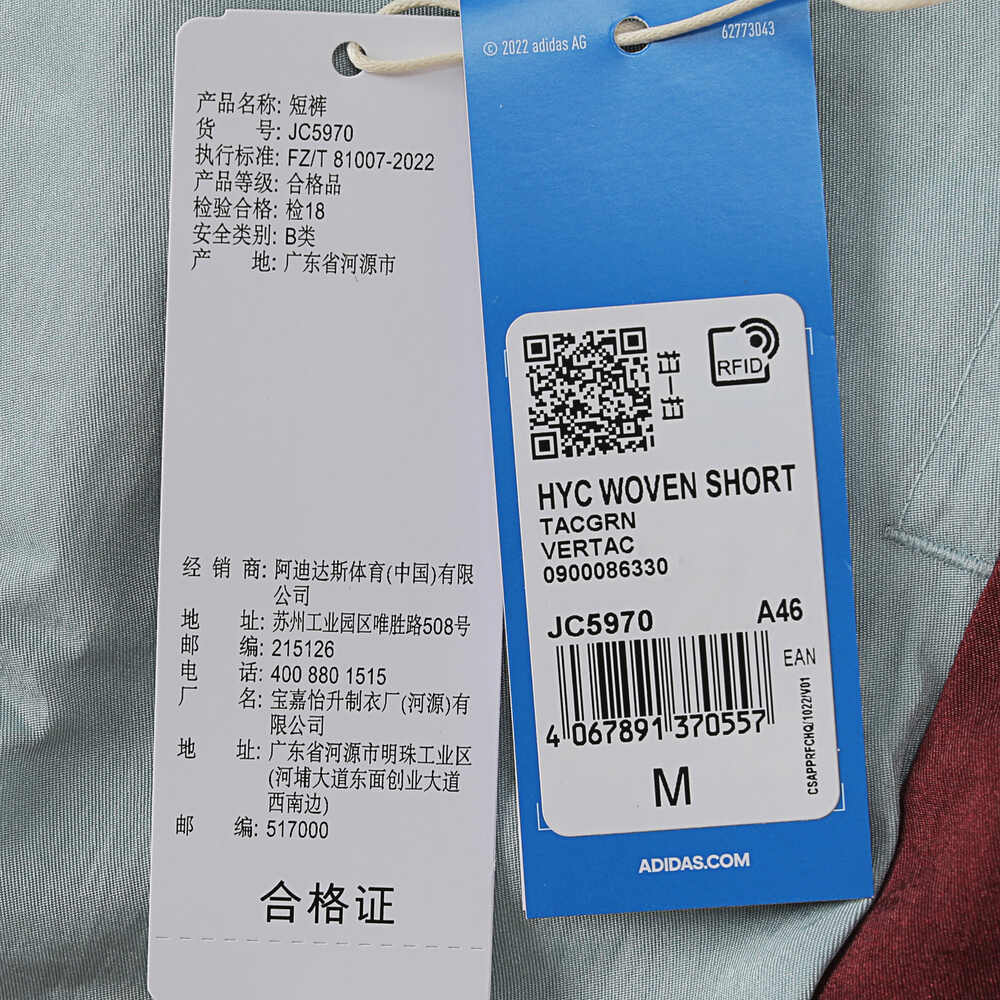 产品名称: 短裤
货 号: JC5970
执行标准: FZ/T 81007-2022
产品等级: 合格品
检验合格: 检18
安全类别: B类
产 地: 广东省河源市
经 销 商: 阿迪达斯体育(中国)有限
公司
地 址: 苏州工业园区唯胜路508号
邮 编: 215126
电 话: 400 880 1515
厂 名: 宝嘉怡升制衣厂(河源)有
限公司
地 址: 广东省河源市明珠工业区
(河埔大道东面创业大道
西南边)
邮 编: 517000
合格证
© 2022 adidas AG
62773043
扫一扫
RFID
HYC WOVEN SHORT
TACGRN
VERTAC
0900086330
JC5970 A46
EAN
4 067891 370557
M
CSAPPRFCHQ/1022/V01
ADIDAS.COM